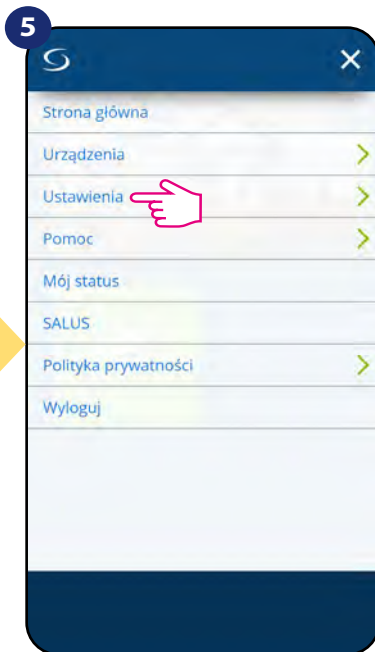 5
Strona główna
Urządzenia
Ustawienia
Pomoc
Mój status
SALUS
Polityka prywatności
Wyloguj